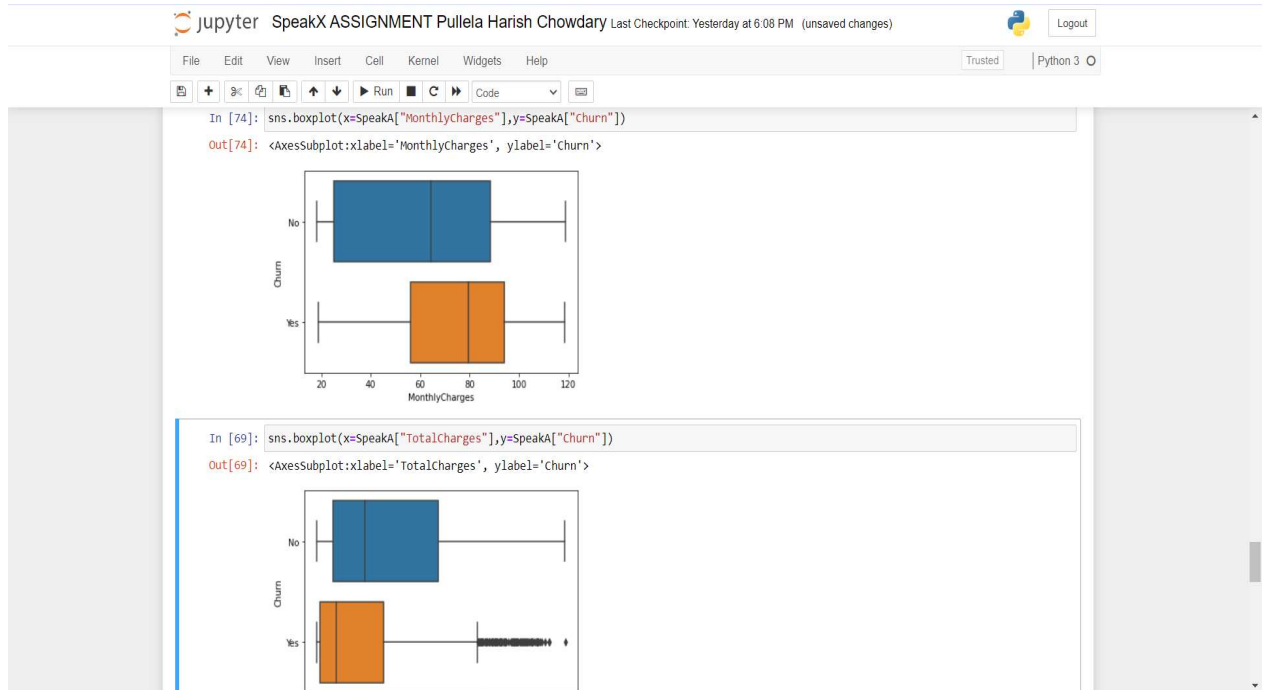 jupyter SpeakX ASSIGNMENT Pullela Harish Chowdary Last Checkpoint: Yesterday at 6:08 PM (unsaved changes) Logout
File Edit View Insert Cell Kernel Widgets Help Trusted Python 3
Run Code
In [74]: sns.boxplot(x=SpeakA["MonthlyCharges"],y=SpeakA["Churn"])
Out[74]: <AxesSubplot:xlabel='MonthlyCharges', ylabel='Churn'>
No
Churn
Yes
20 40 60 80 100 120
MonthlyCharges
In [69]: sns.boxplot(x=SpeakA["TotalCharges"],y=SpeakA["Churn"])
Out[69]: <AxesSubplot:xlabel='TotalCharges', ylabel='Churn'>
No
Churn
Yes